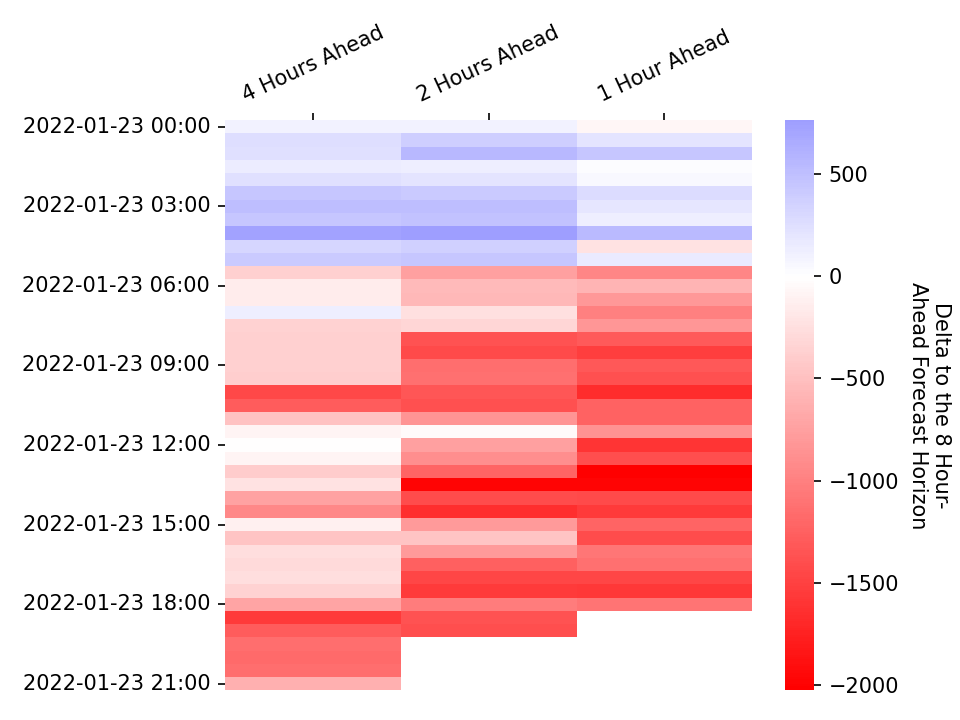 4 Hours Ahead
2 Hours Ahead
1 Hour Ahead
2022-01-23 00:00
2022-01-23 03:00
2022-01-23 06:00
2022-01-23 09:00
2022-01-23 12:00
2022-01-23 15:00
2022-01-23 18:00
2022-01-23 21:00
500
0
−500
−1000
−1500
−2000
Delta to the 8 Hour-
Ahead Forecast Horizon